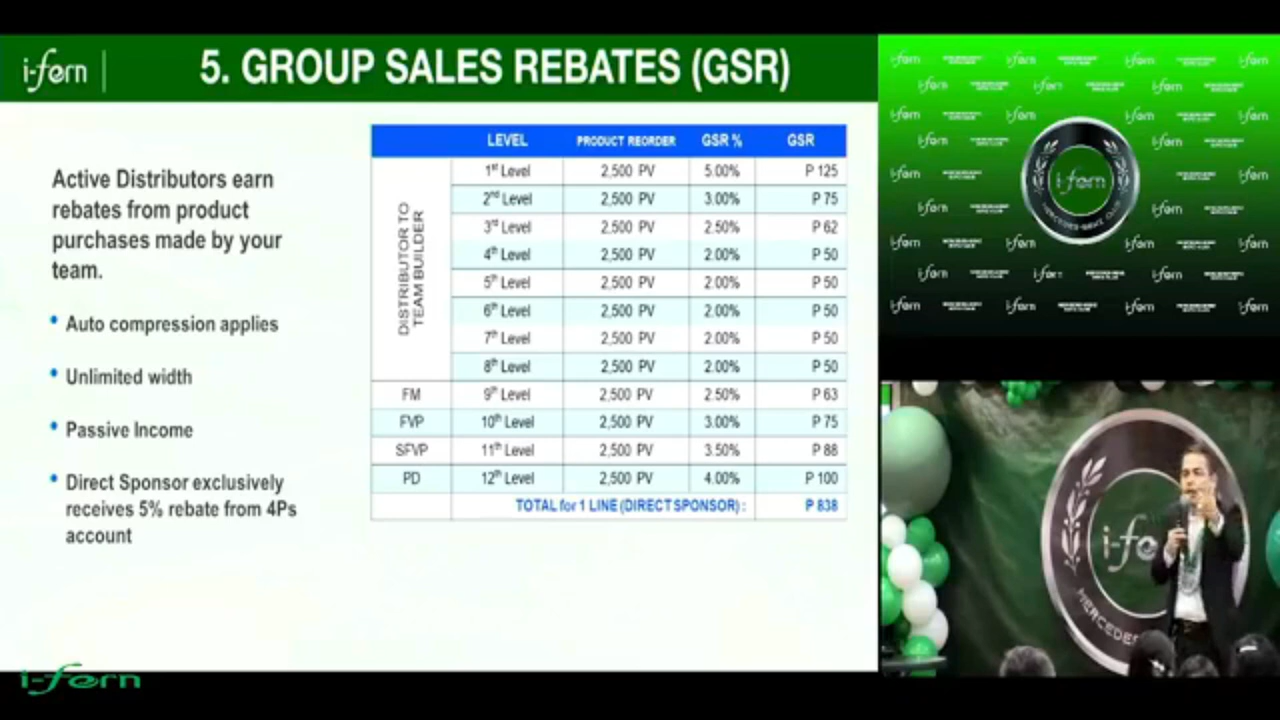 i-fern
5. GROUP SALES REBATES (GSR)
Active Distributors earn
rebates from product
purchases made by your
team.
• Auto compression applies
• Unlimited width
• Passive Income
• Direct Sponsor exclusively
receives 5% rebate from 4Ps
account
LEVEL PRODUCT REORDER GSR % GSR
DISTRIBUTOR TO
TEAM BUILDER
1st Level 2,500 PV 5.00% P 125
2nd Level 2,500 PV 3.00% P 75
3rd Level 2,500 PV 2.50% P 62
4th Level 2,500 PV 2.00% P 50
5th Level 2,500 PV 2.00% P 50
6th Level 2,500 PV 2.00% P 50
7th Level 2,500 PV 2.00% P 50
8th Level 2,500 PV 2.00% P 50
FM 9th Level 2,500 PV 2.50% P 63
FVP 10th Level 2,500 PV 3.00% P 75
SFVP 11th Level 2,500 PV 3.50% P 88
PD 12th Level 2,500 PV 4.00% P 100
TOTAL for 1 LINE (DIRECT SPONSOR) : P 838
i-fern
i-fern
MERCEDES-BENZ CLUB
i-fe
MERCEDES